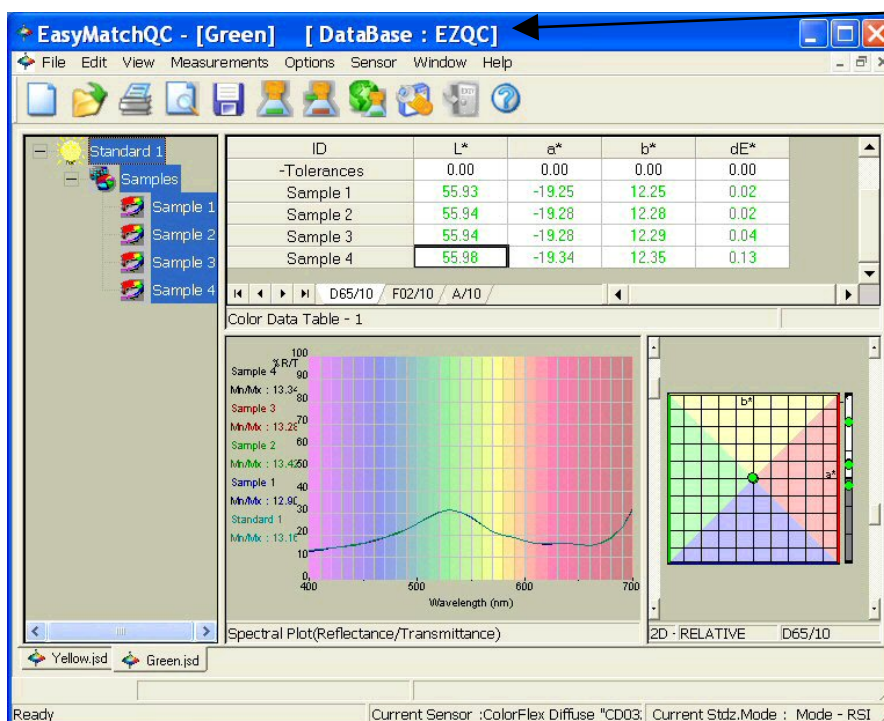 EasyMatchQC - [Green] [ DataBase : EZQC]
File Edit View Measurements Options Sensor Window Help
Standard 1
Samples
Sample 1
Sample 2
Sample 3
Sample 4
ID L* a* b* dE*
-Tolerances 0.00 0.00 0.00 0.00
Sample 1 55.93 -19.25 12.25 0.02
Sample 2 55.94 -19.28 12.28 0.02
Sample 3 55.94 -19.28 12.29 0.04
Sample 4 55.98 -19.34 12.35 0.13
D65/10 F02/10 A/10
Color Data Table - 1
%R/T
Sample 4
Mn/Mx : 13.34
Sample 3
Mn/Mx : 13.28
Sample 2
Mn/Mx : 13.42
Sample 1
Mn/Mx : 12.90
Standard 1
Mn/Mx : 13.16
100
90
80
70
60
50
40
30
20
10
0
400 500 600 700
Wavelength (nm)
Spectral Plot(Reflectance/Transmittance)
b*
a*
2D - RELATIVE D65/10
Yellow.jsd Green.jsd
Ready Current Sensor :ColorFlex Diffuse "CD03 Current Stdz.Mode : Mode - RSI